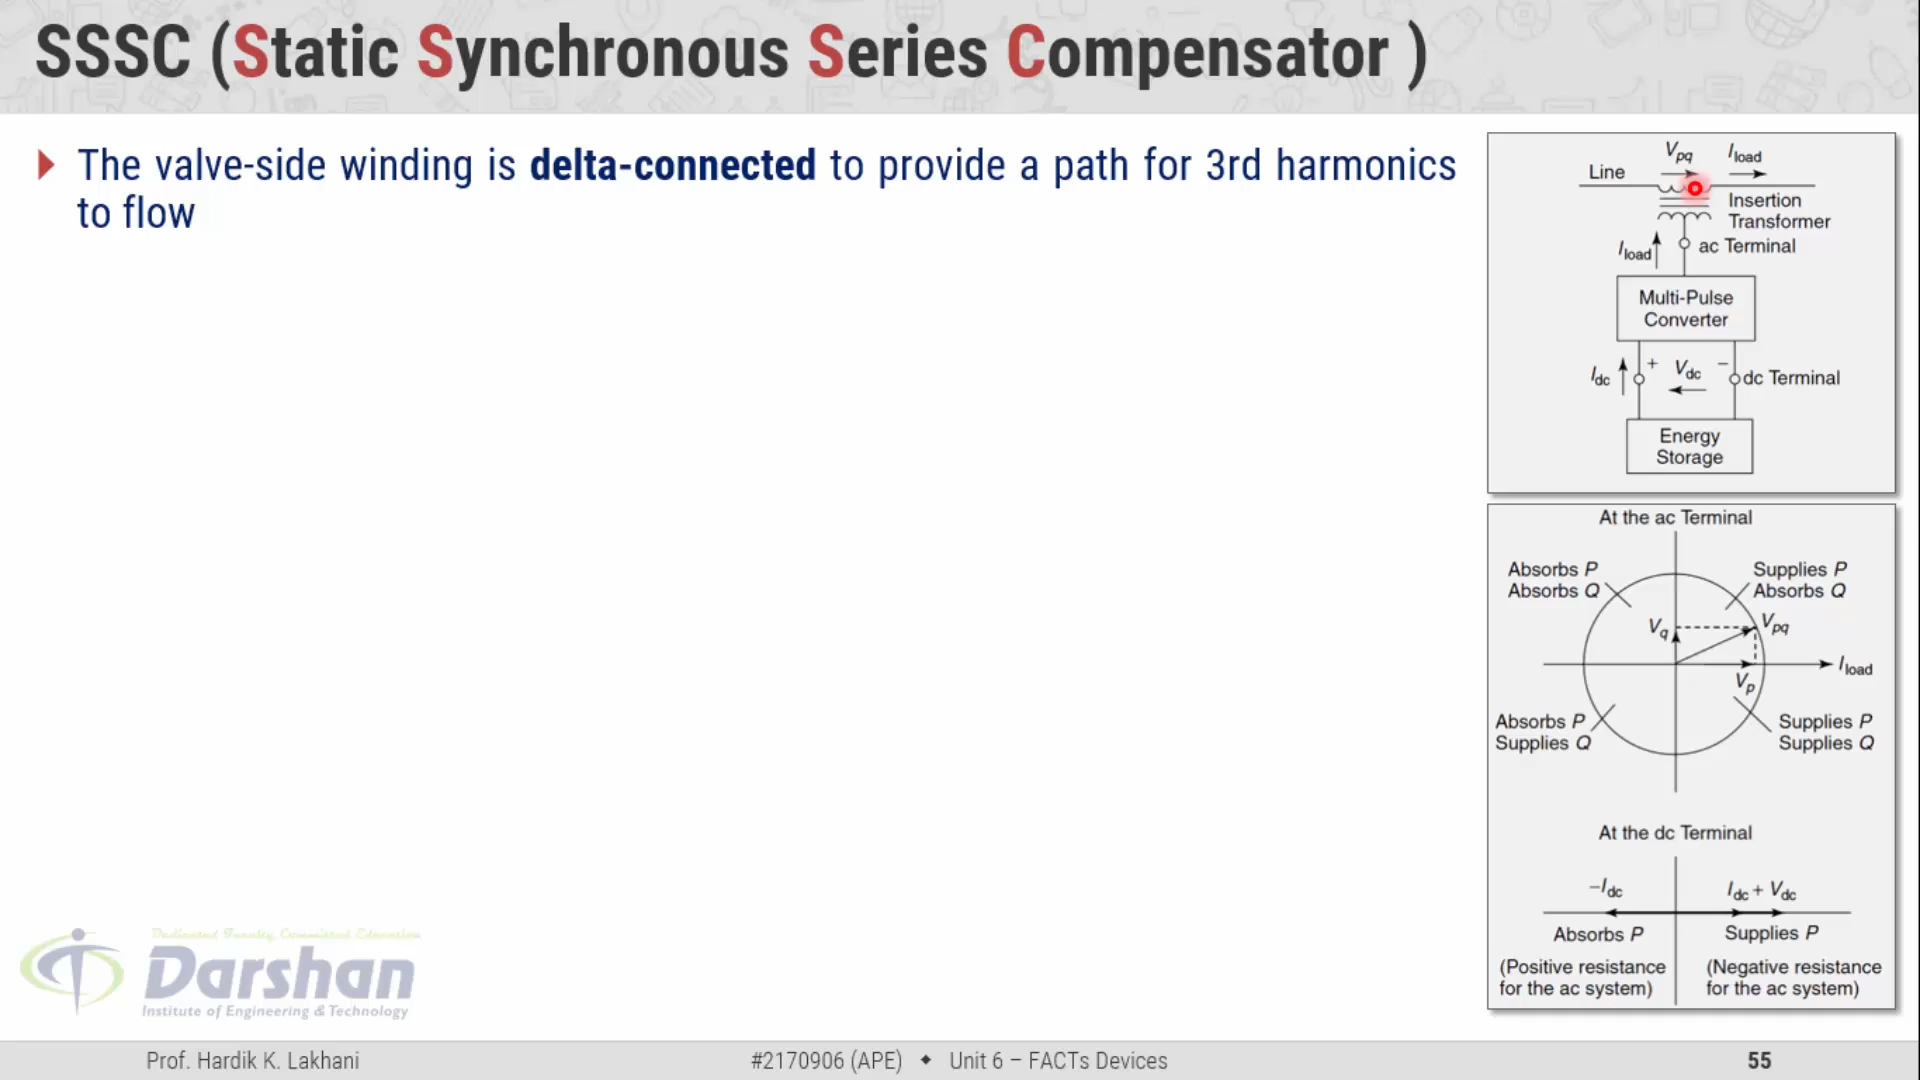 SSSC (Static Synchronous Series Compensator )
The valve-side winding is delta-connected to provide a path for 3rd harmonics
to flow
Vpq
Iload
Line
Insertion
Transformer
Iload
ac Terminal
Multi-Pulse
Converter
Idc
+ Vdc −
dc Terminal
Energy
Storage
At the ac Terminal
Absorbs P
Absorbs Q
Supplies P
Absorbs Q
Vq
Vpq
Iload
Vp
Absorbs P
Supplies Q
Supplies P
Supplies Q
At the dc Terminal
−Idc
Idc + Vdc
Absorbs P
Supplies P
(Positive resistance
for the ac system)
(Negative resistance
for the ac system)
Dedicated Faculty, Committed Education
Darshan
Institute of Engineering & Technology
Prof. Hardik K. Lakhani
#2170906 (APE) ◆ Unit 6 – FACTs Devices
55